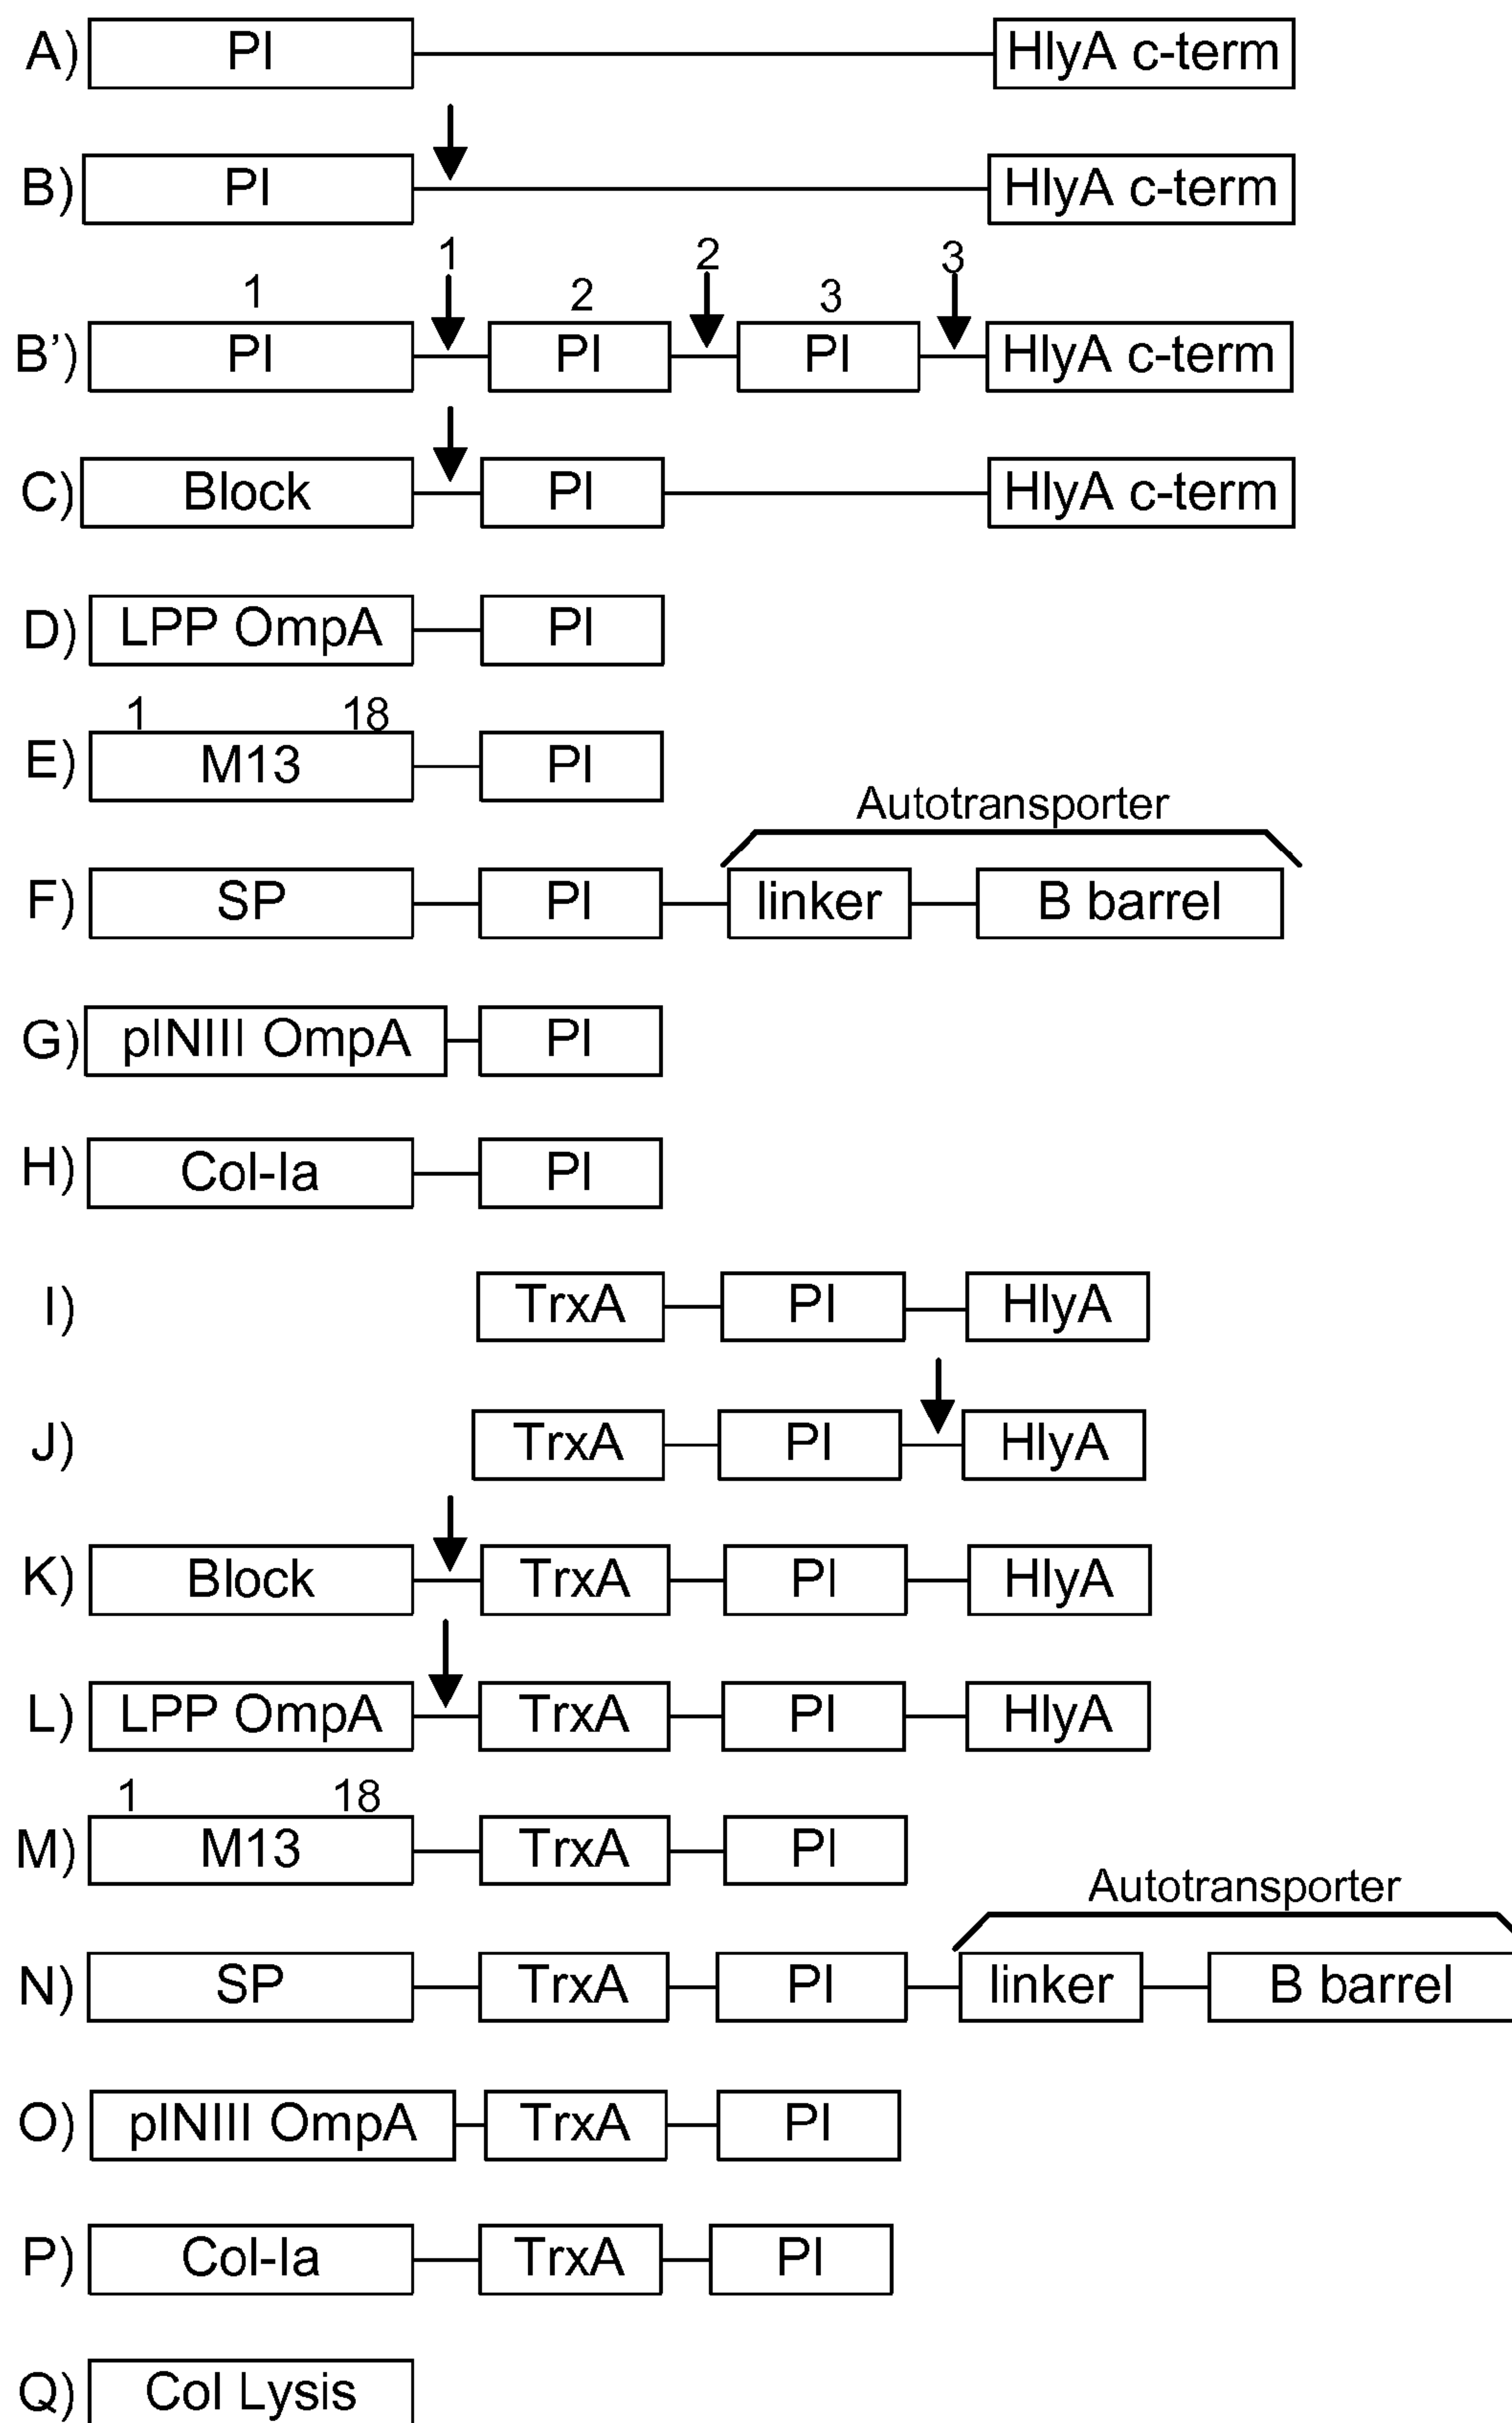 A) PI HlyA c-term
B) PI HlyA c-term
1 2 3
1 2 3
B’) PI PI PI HlyA c-term
C) Block PI HlyA c-term
D) LPP OmpA PI
1 18
E) M13 PI
Autotransporter
F) SP PI linker B barrel
G) pINIII OmpA PI
H) Col-Ia PI
I) TrxA PI HlyA
J) TrxA PI HlyA
K) Block TrxA PI HlyA
L) LPP OmpA TrxA PI HlyA
1 18
M) M13 TrxA PI
Autotransporter
N) SP TrxA PI linker B barrel
O) pINIII OmpA TrxA PI
P) Col-Ia TrxA PI
Q) Col Lysis